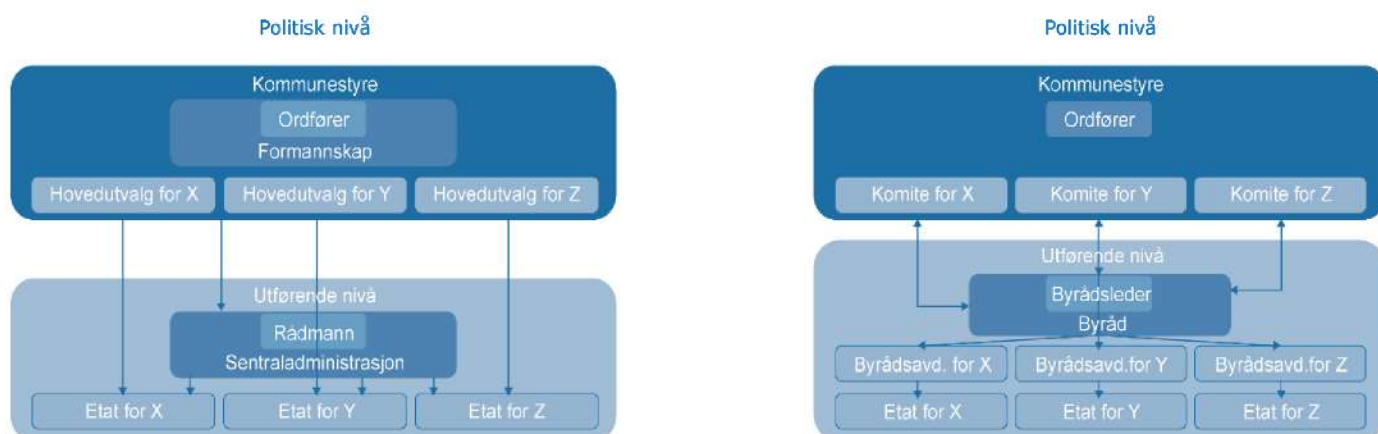 Politisk nivå
Kommunestyre
Ordfører
Formannskap
Hovedutvalg for X
Hovedutvalg for Y
Hovedutvalg for Z
Utførende nivå
Rådmann
Sentraladministrasjon
Etat for X
Etat for Y
Etat for Z
Politisk nivå
Kommunestyre
Ordfører
Komite for X
Komite for Y
Komite for Z
Utførende nivå
Byrådsleder
Byråd
Byrådsavd. for X
Byrådsavd.for Y
Byrådsavd.for Z
Etat for X
Etat for Y
Etat for Z